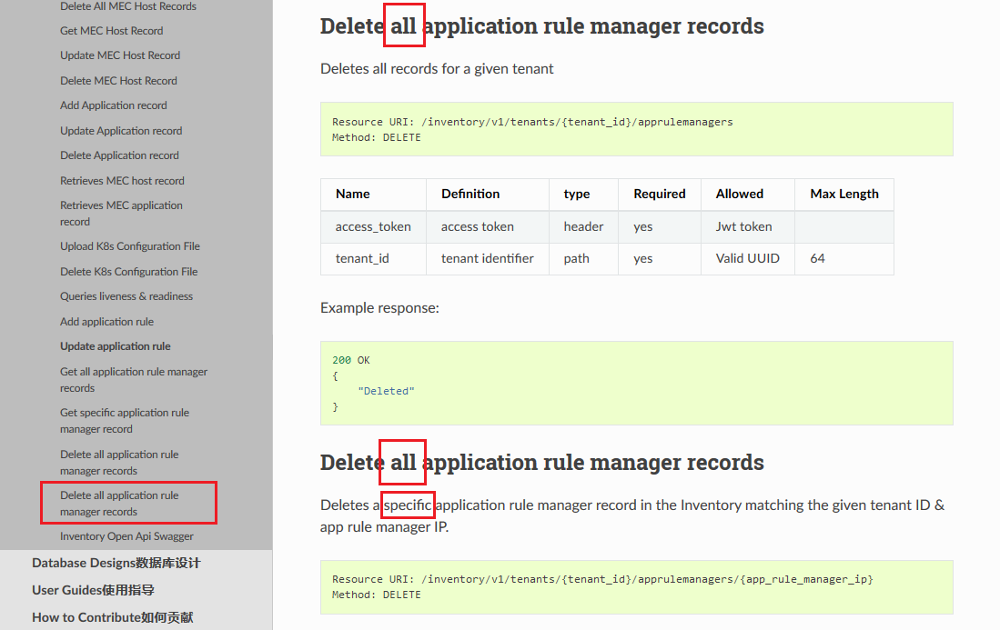 Delete All MEC Host Records
Get MEC Host Record
Update MEC Host Record
Delete MEC Host Record
Add Application record
Update Application record
Delete Application record
Retrieves MEC host record
Retrieves MEC application
record
Upload K8s Configuration File
Delete K8s Configuration File
Queries liveness & readiness
Add application rule
Update application rule
Get all application rule manager
records
Get specific application rule
manager record
Delete all application rule
manager records
Delete all application rule
manager records
Inventory Open Api Swagger
Database Designs数据库设计
User Guides使用指导
How to Contribute如何贡献
Delete all application rule manager records
Deletes all records for a given tenant
Resource URI: /inventory/v1/tenants/{tenant_id}/apprulemanagers
Method: DELETE
Name Definition type Required Allowed Max Length
access_token access token header yes Jwt token
tenant_id tenant identifier path yes Valid UUID 64
Example response:
200 OK
{
"Deleted"
}
Delete all application rule manager records
Deletes a specific application rule manager record in the Inventory matching the given tenant ID &
app rule manager IP.
Resource URI: /inventory/v1/tenants/{tenant_id}/apprulemanagers/{app_rule_manager_ip}
Method: DELETE